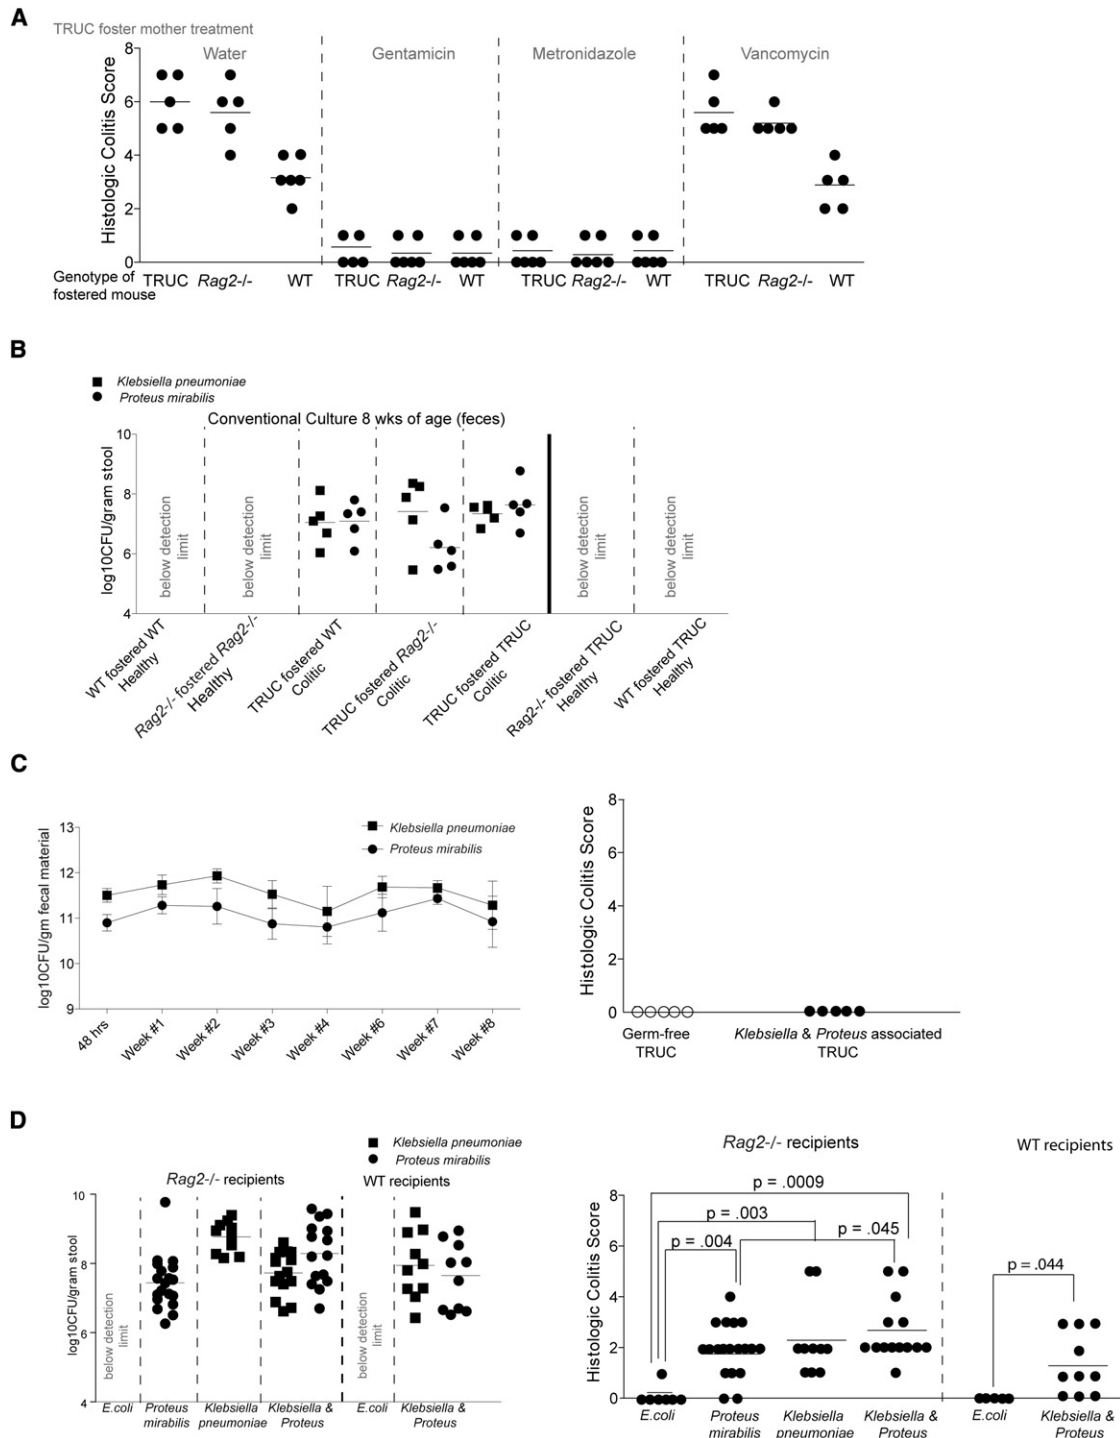 A
TRUC foster mother treatment
Water Gentamicin Metronidazole Vancomycin
Histologic Colitis Score
8
6
4
2
0
Genotype of fostered mouse
TRUC Rag2-/- WT TRUC Rag2-/- WT TRUC Rag2-/- WT TRUC Rag2-/- WT
B
Klebsiella pneumoniae
Proteus mirabilis
Conventional Culture 8 wks of age (feces)
log10CFU/gram stool
10
8
6
4
below detection limit
below detection limit
below detection limit
below detection limit
WT fostered WT
Healthy
Rag2-/- fostered Rag2-/-
Healthy
TRUC fostered WT
Colitic
TRUC fostered Rag2-/-
Colitic
TRUC fostered TRUC
Colitic
Rag2-/- fostered TRUC
Healthy
WT fostered TRUC
Healthy
C
Klebsiella pneumoniae
Proteus mirabilis
log10CFU/gm fecal material
13
12
11
10
9
48 hrs Week #1 Week #2 Week #3 Week #4 Week #6 Week #7 Week #8
Histologic Colitis Score
8
6
4
2
0
Germ-free
TRUC
Klebsiella & Proteus associated
TRUC
D
Klebsiella pneumoniae
Proteus mirabilis
Rag2-/- recipients WT recipients
log10CFU/gram stool
10
8
6
4
below detection limit
below detection limit
E.coli
Proteus mirabilis
Klebsiella pneumoniae
Klebsiella & Proteus
E.coli
Klebsiella & Proteus
Rag2-/- recipients WT recipients
Histologic Colitis Score
8
6
4
2
0
p = .0009
p = .003
p = .045
p = .004
p = .044
E.coli
Proteus mirabilis
Klebsiella pneumoniae
Klebsiella & Proteus
E.coli
Klebsiella & Proteus